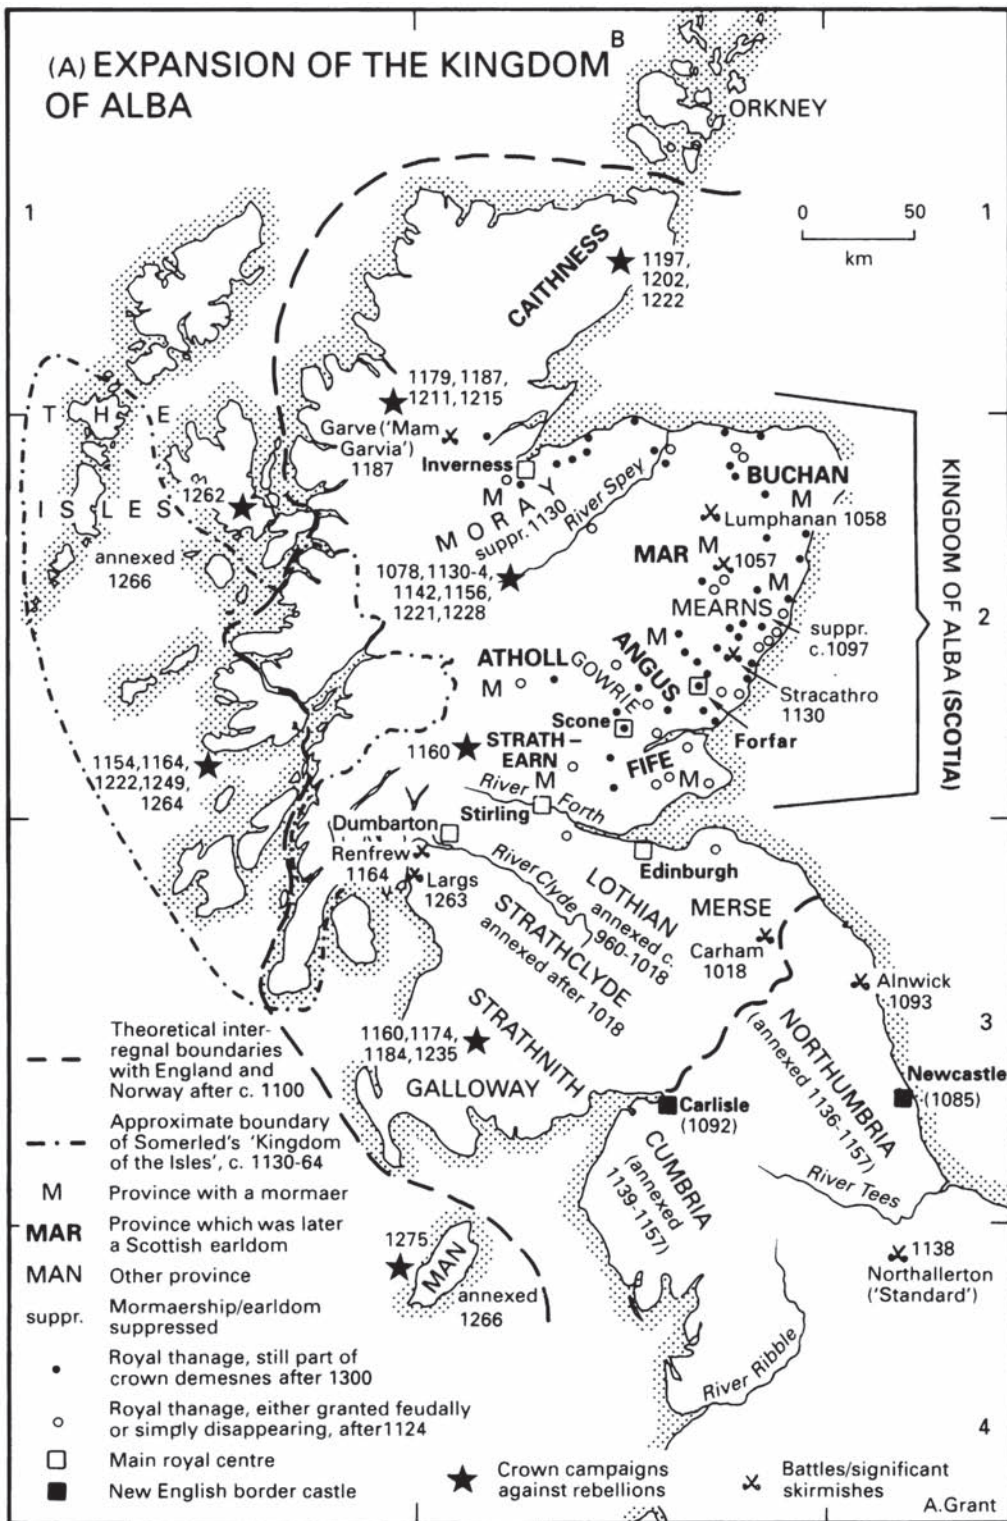 (A) EXPANSION OF THE KINGDOM
OF ALBA
B
ORKNEY
1
0 50
km
CAITHNESS
1197,
1202,
1222
1179, 1187,
1211, 1215
T H E
I S L E S
Garve ('Mam
Garvia')
1187
Inverness
1262
annexed
1266
M
MORAY
suppr. 1130
River Spey
BUCHAN
M
Lumphanan 1058
MAR
M
1057
M
MEARNS
suppr.
c. 1097
1078, 1130-4,
1142, 1156,
1221, 1228
KINGDOM OF ALBA (SCOTIA)
2
ATHOLL
M
GOWRIE
ANGUS
M
Stracathro
1130
Forfar
Scone
1160
STRATH-
EARN
M
FIFE
M
1154, 1164,
1222, 1249,
1264
River Forth
Stirling
Dumbarton
Renfrew
1164
Largs
1263
River Clyde
Edinburgh
LOTHIAN
annexed c.
960-1018
MERSE
STRATHCLYDE
annexed after 1018
Carham
1018
Alnwick
1093
3
1160, 1174,
1184, 1235
STRATHNITH
GALLOWAY
NORTHUMBRIA
(annexed 1136-1157)
Newcastle
(1085)
Carlisle
(1092)
CUMBRIA
(annexed
1139-1157)
River Tees
1138
Northallerton
('Standard')
1275
MAN
annexed
1266
River Ribble
4
Theoretical inter-
regnal boundaries
with England and
Norway after c. 1100
Approximate boundary
of Somerled's 'Kingdom
of the Isles', c. 1130-64
M Province with a mormaer
MAR Province which was later
a Scottish earldom
MAN Other province
suppr. Mormaership/earldom
suppressed
Royal thanage, still part of
crown demesnes after 1300
Royal thanage, either granted feudally
or simply disappearing, after 1124
Main royal centre
New English border castle
Crown campaigns
against rebellions
Battles/significant
skirmishes
A. Grant